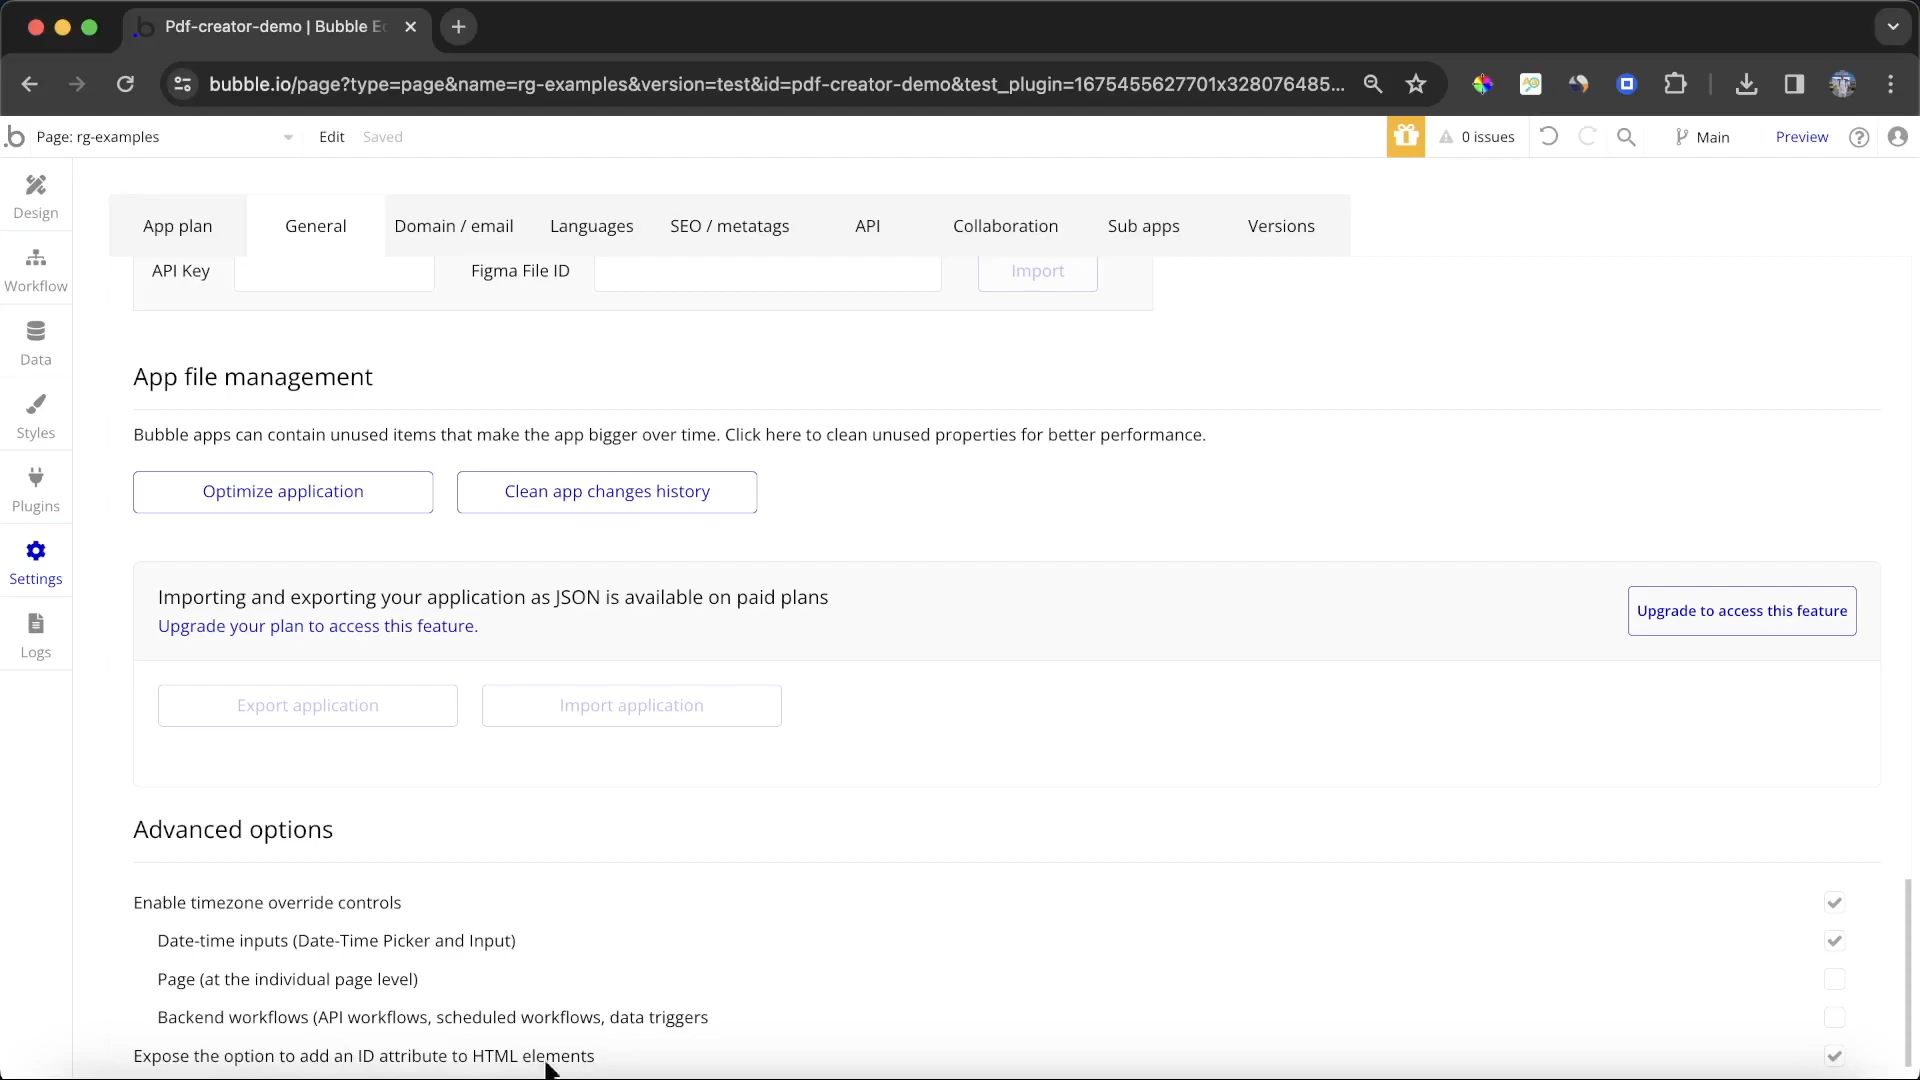 Pdf-creator-demo | Bubble Ec
bubble.io/page?type=page&name=rg-examples&version=test&id=pdf-creator-demo&test_plugin=1675455627701x328076485...
Page: rg-examples
Edit
Saved
0 issues
Main
Preview
Design
Workflow
Data
Styles
Plugins
Settings
Logs
App plan
General
Domain / email
Languages
SEO / metatags
API
Collaboration
Sub apps
Versions
API Key
Figma File ID
Import
App file management
Bubble apps can contain unused items that make the app bigger over time. Click here to clean unused properties for better performance.
Optimize application
Clean app changes history
Importing and exporting your application as JSON is available on paid plans
Upgrade your plan to access this feature.
Upgrade to access this feature
Export application
Import application
Advanced options
Enable timezone override controls
Date-time inputs (Date-Time Picker and Input)
Page (at the individual page level)
Backend workflows (API workflows, scheduled workflows, data triggers
Expose the option to add an ID attribute to HTML elements